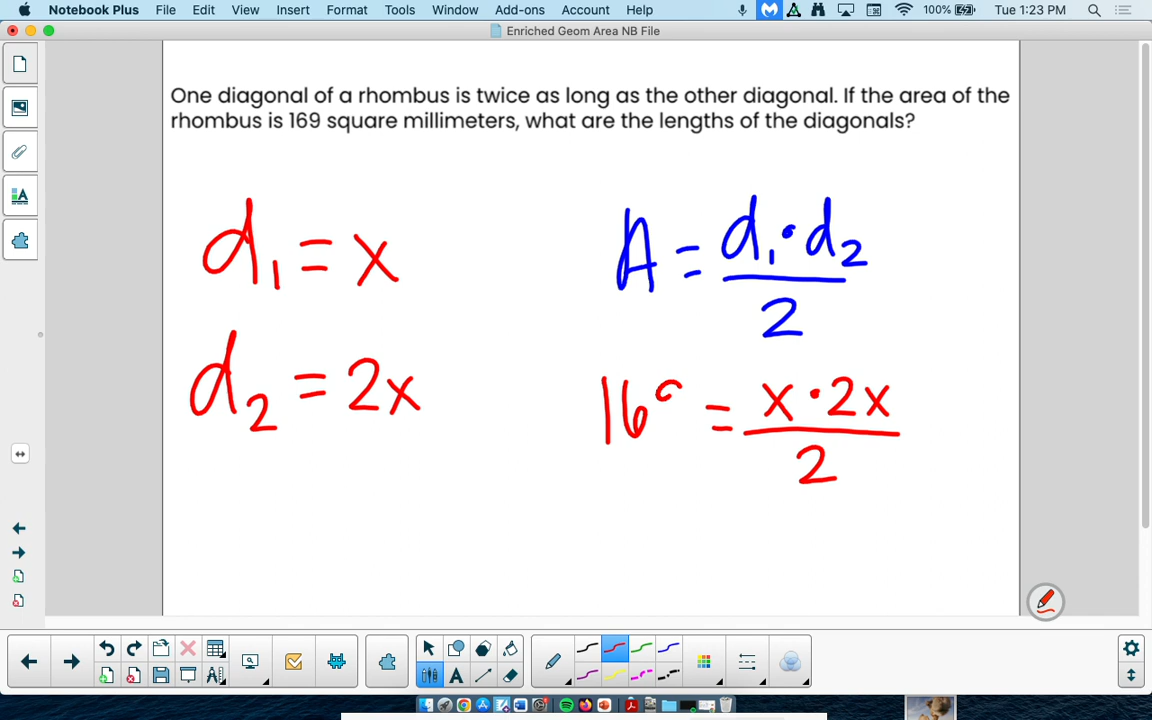 Notebook Plus File Edit View Insert Format Tools Window Add-ons Account Help 100% Tue 1:23 PM
Enriched Geom Area NB File
One diagonal of a rhombus is twice as long as the other diagonal. If the area of the
rhombus is 169 square millimeters, what are the lengths of the diagonals?
d₁ = x
A = d₁·d₂ / 2
d₂ = 2x
16 = x·2x / 2